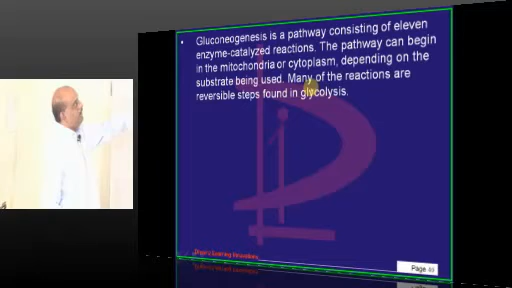 Gluconeogenesis is a pathway consisting of eleven
enzyme-catalyzed reactions. The pathway can begin
in the mitochondria or cytoplasm, depending on the
substrate being used. Many of the reactions are
reversible steps found in glycolysis.
Page 49